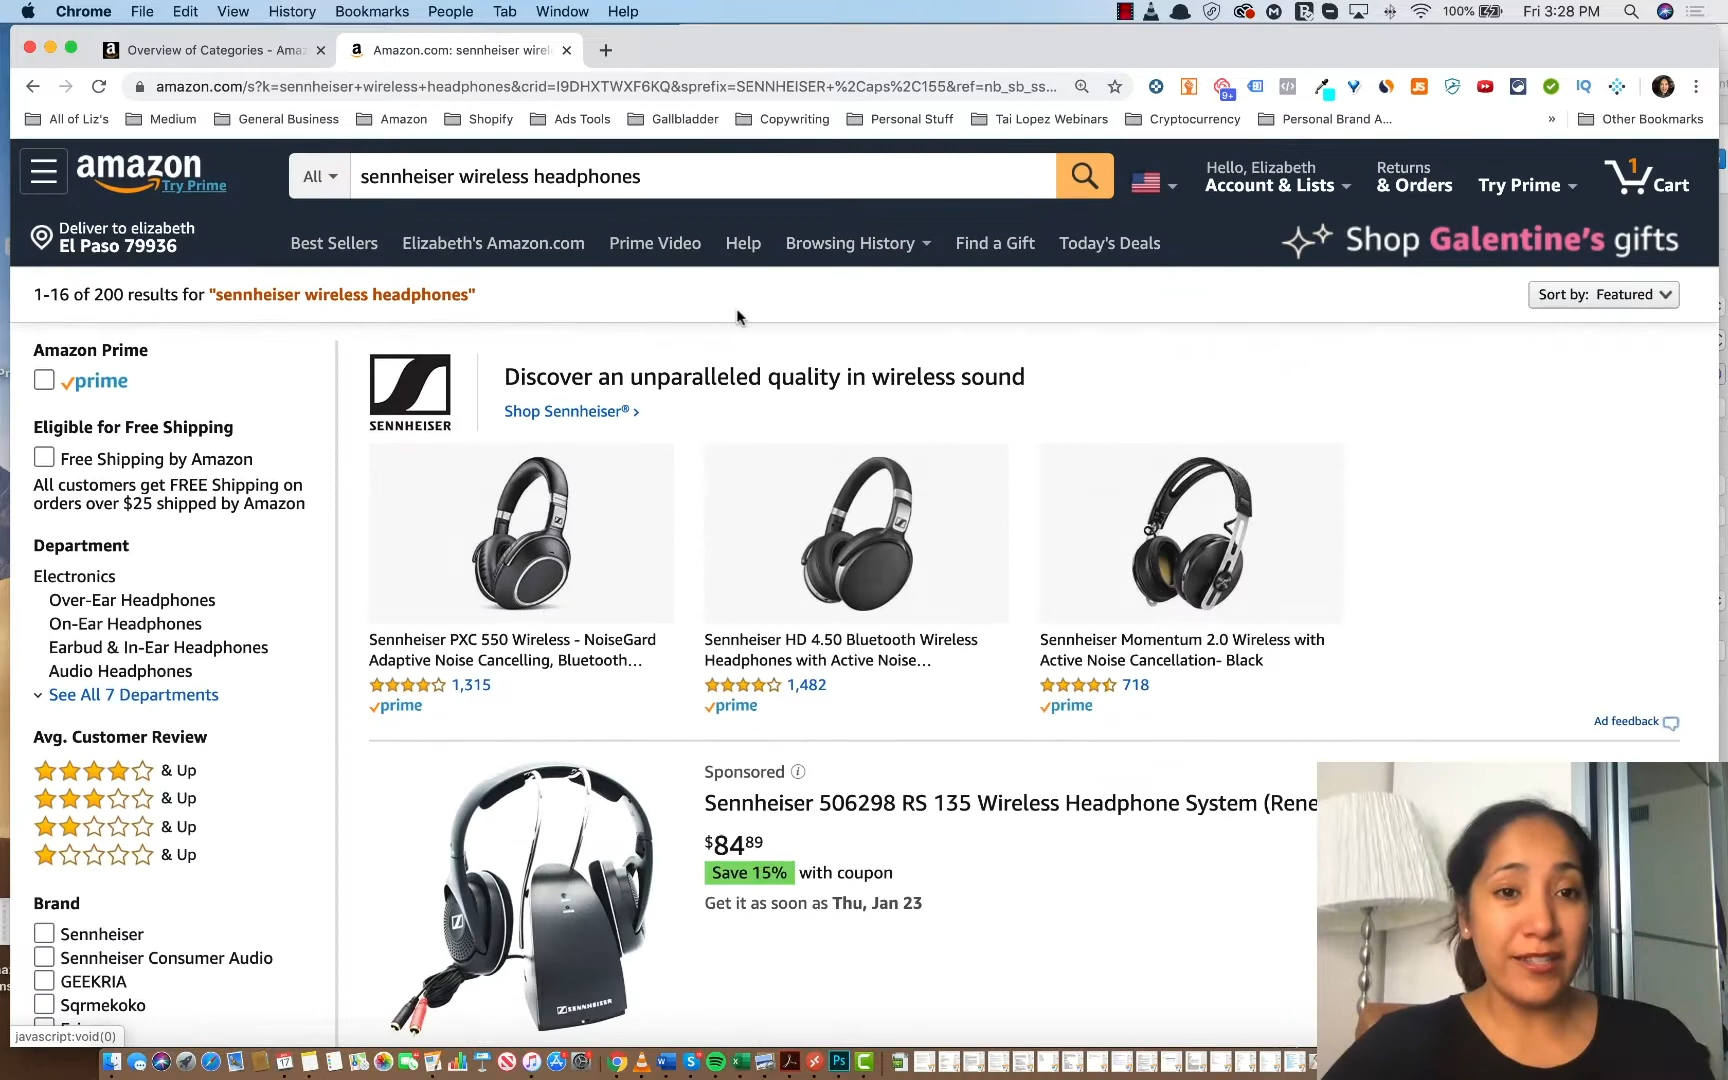 Chrome File Edit View History Bookmarks People Tab Window Help 100% Fri 3:28 PM
Overview of Categories - Amaz
Amazon.com: sennheiser wirel
amazon.com/s?k=sennheiser+wireless+headphones&crid=I9DHXTWXF6KQ&sprefix=SENNHEISER+%2Caps%2C155&ref=nb_sb_ss...
9+
JS
IQ
All of Liz's Medium General Business Amazon Shopify Ads Tools Gallbladder Copywriting Personal Stuff Tai Lopez Webinars Cryptocurrency Personal Brand A... » Other Bookmarks
amazon
Try Prime
All
sennheiser wireless headphones
Hello, Elizabeth
Account & Lists
Returns
& Orders
Try Prime
1
Cart
Deliver to elizabeth
El Paso 79936
Best Sellers Elizabeth's Amazon.com Prime Video Help Browsing History Find a Gift Today's Deals
Shop Galentine's gifts
1-16 of 200 results for "sennheiser wireless headphones"
Sort by: Featured
Amazon Prime
prime
Eligible for Free Shipping
Free Shipping by Amazon
All customers get FREE Shipping on
orders over $25 shipped by Amazon
Department
Electronics
Over-Ear Headphones
On-Ear Headphones
Earbud & In-Ear Headphones
Audio Headphones
See All 7 Departments
Avg. Customer Review
& Up
& Up
& Up
& Up
Brand
Sennheiser
Sennheiser Consumer Audio
GEEKRIA
Sqrmekoko
javascript:void(0)
SENNHEISER
Discover an unparalleled quality in wireless sound
Shop Sennheiser® ›
Sennheiser PXC 550 Wireless - NoiseGard
Adaptive Noise Cancelling, Bluetooth...
1,315
prime
Sennheiser HD 4.50 Bluetooth Wireless
Headphones with Active Noise...
1,482
prime
Sennheiser Momentum 2.0 Wireless with
Active Noise Cancellation- Black
718
prime
Ad feedback
SENNHEISER
Sponsored
Sennheiser 506298 RS 135 Wireless Headphone System (Rene
$84 89
Save 15% with coupon
Get it as soon as Thu, Jan 23
17
Ps